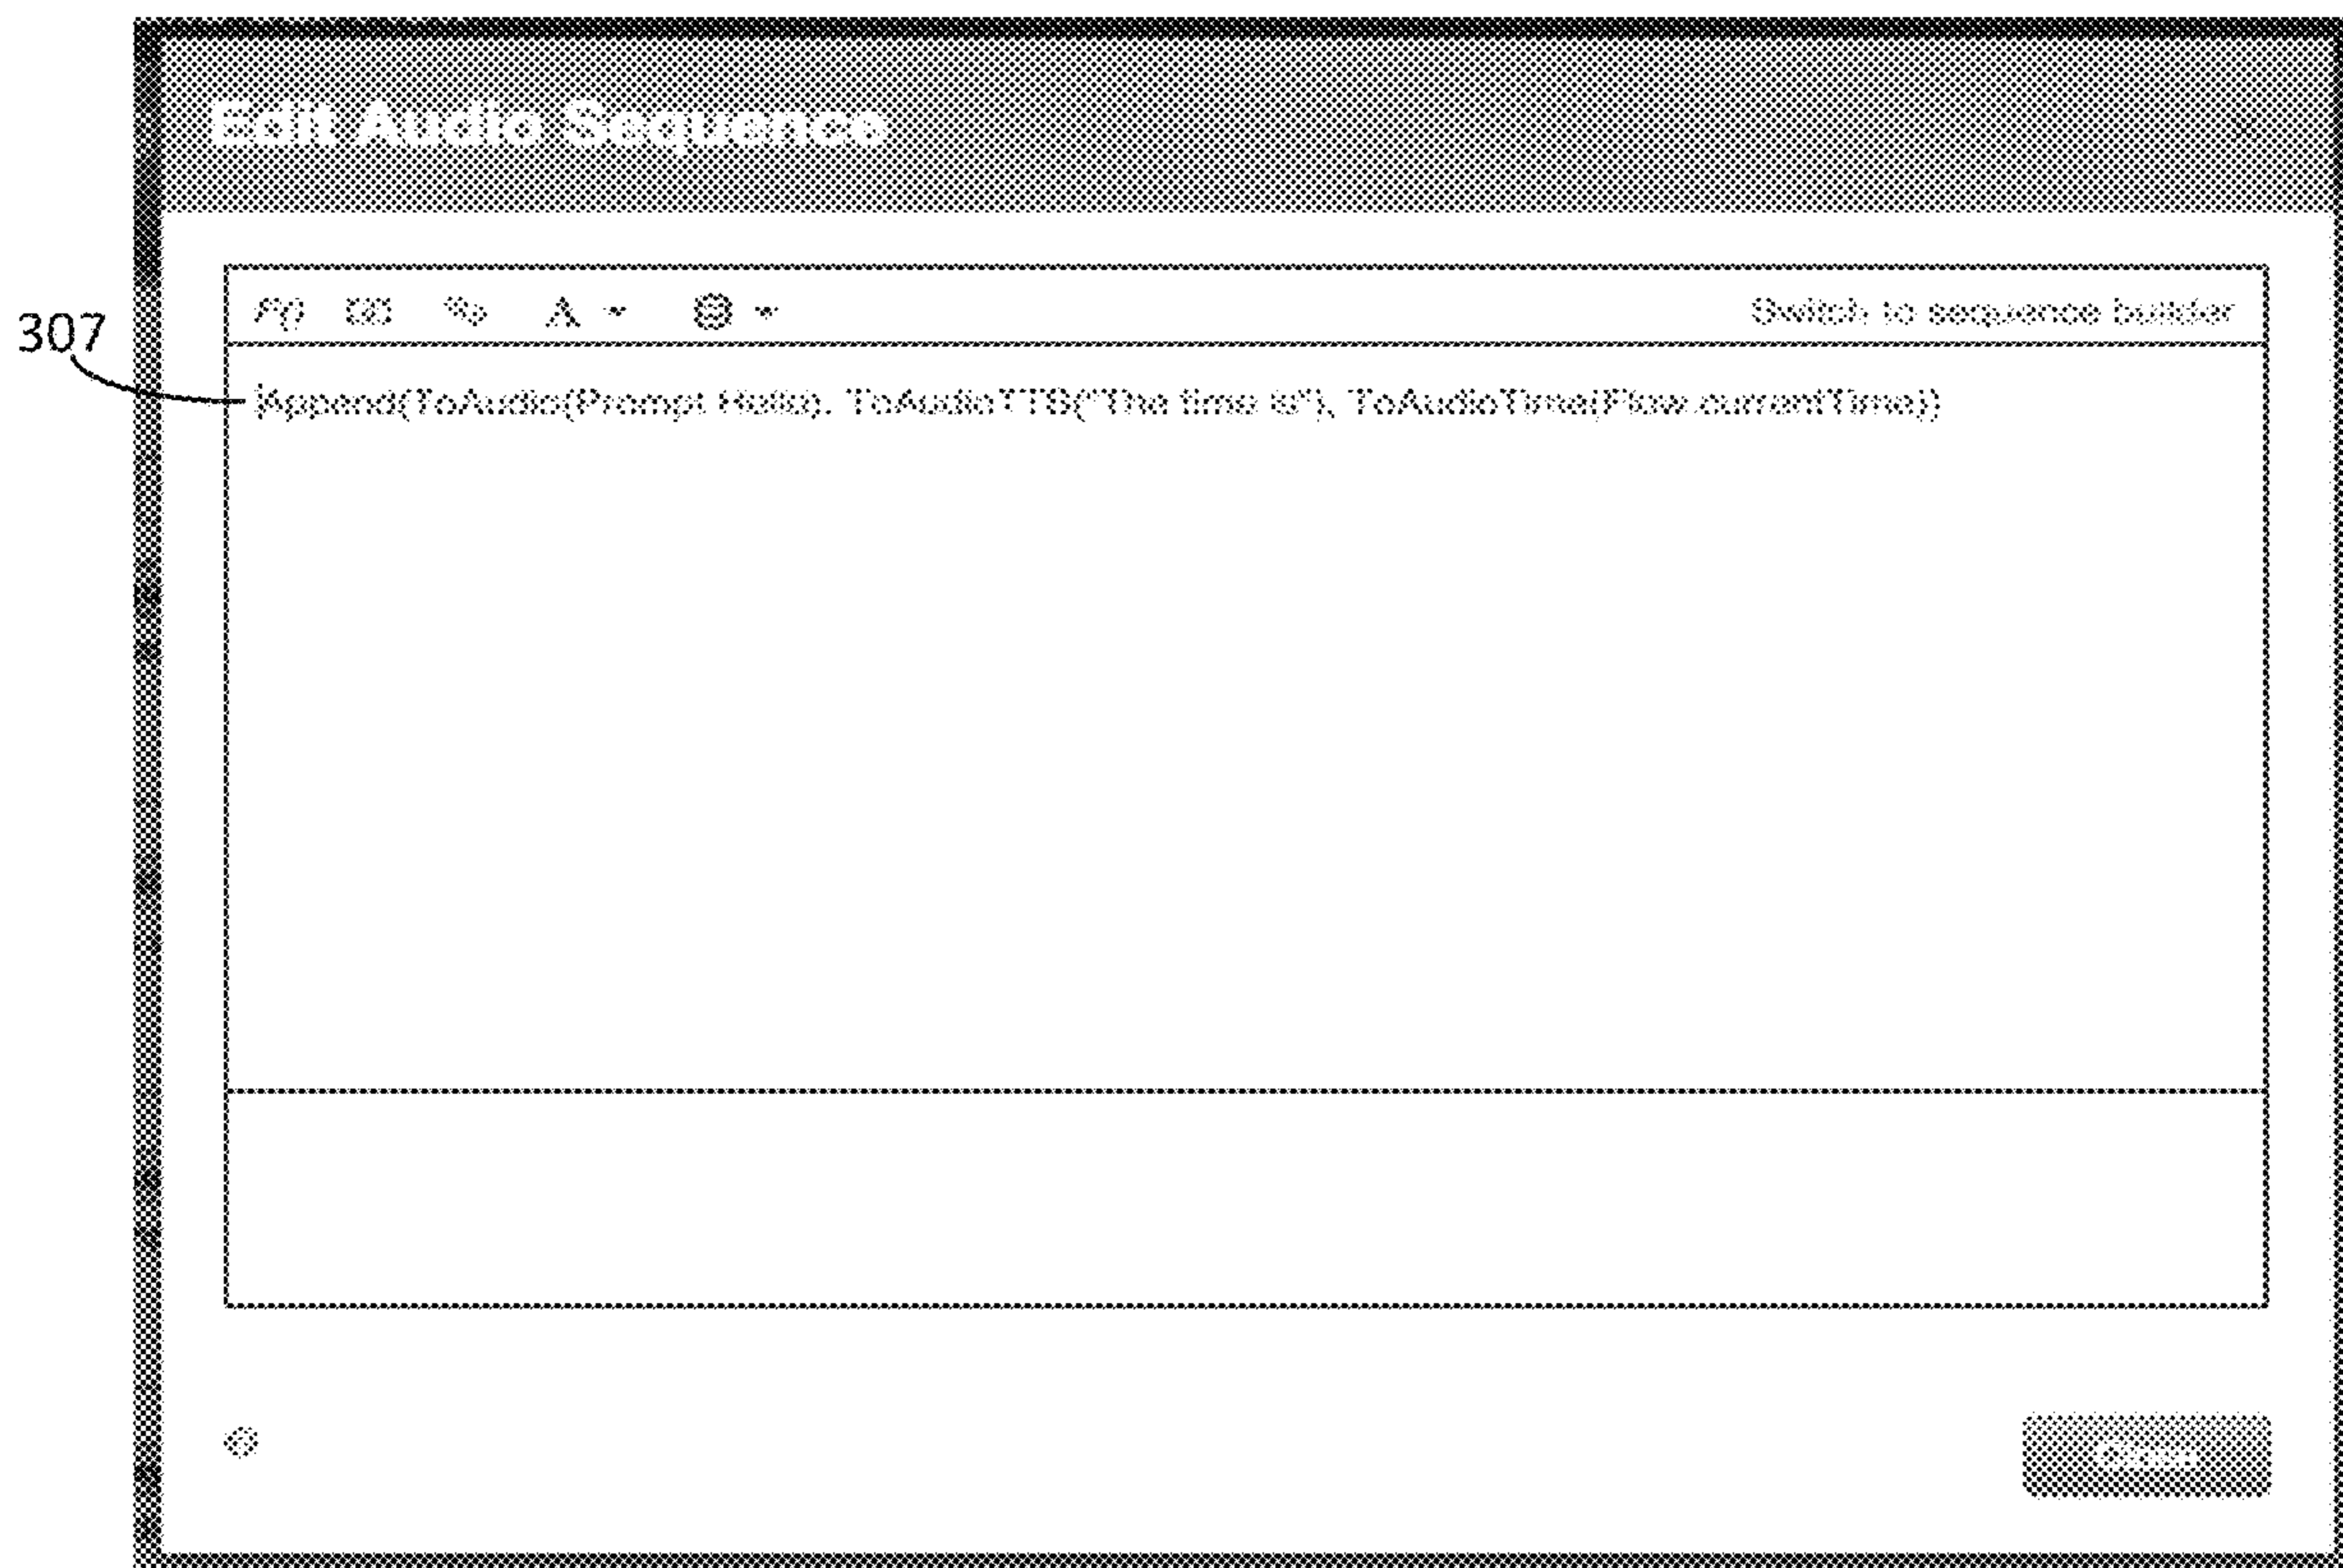 Edit Audio Sequence
Switch to sequence builder
307
Append(ToAudio(Prompt.Hello), ToAudioTTS("The time is"), ToAudioTime(Flow.currentTime))